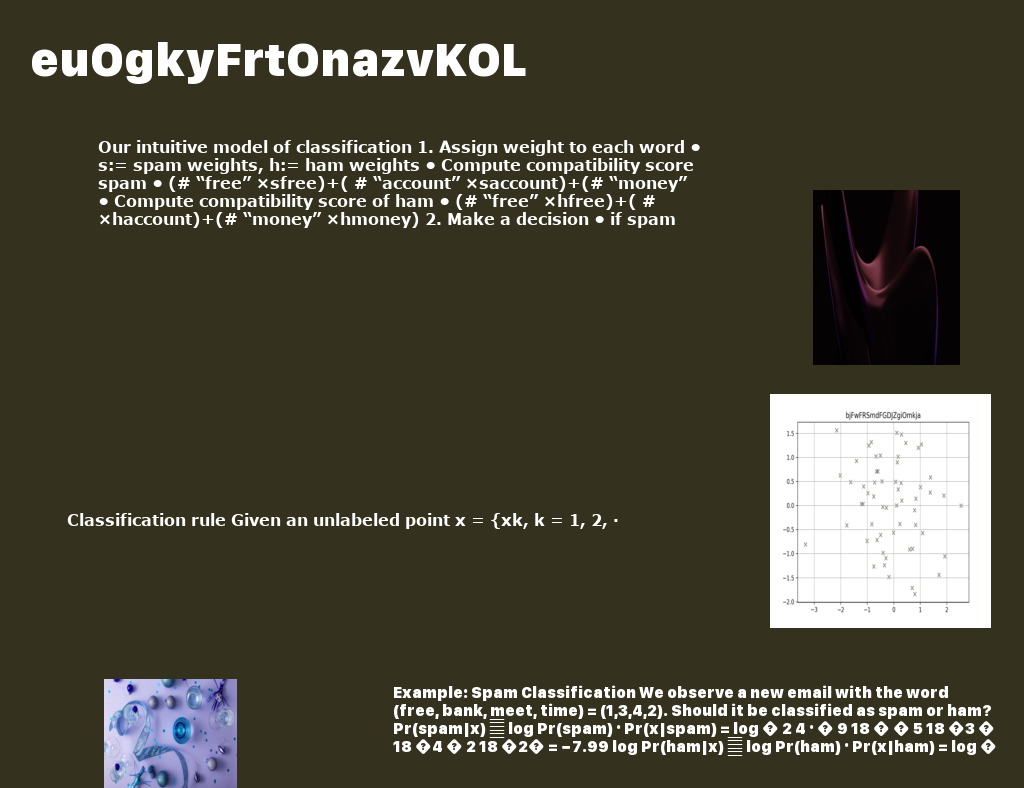 euOgkyFrtOnazvKOL
Our intuitive model of classification 1. Assign weight to each word •
s:= spam weights, h:= ham weights • Compute compatibility score
spam • (# “free” ×sfree)+( # “account” ×saccount)+(# “money”
• Compute compatibility score of ham • (# “free” ×hfree)+( #
×haccount)+(# “money” ×hmoney) 2. Make a decision • if spam
bjFwFRSmdFGDJZgiOmkja
1.5
1.0
0.5
0.0
−0.5
−1.0
−1.5
−2.0
−3 −2 −1 0 1 2
Classification rule Given an unlabeled point x = {xk, k = 1, 2, ·
Example: Spam Classification We observe a new email with the word
(free, bank, meet, time) = (1,3,4,2). Should it be classified as spam or ham?
Pr(spam|x) log Pr(spam) · Pr(x|spam) = log � 2 4 · � 9 18 � � 5 18 �3 �
18 �4 � 2 18 �2� = −7.99 log Pr(ham|x) log Pr(ham) · Pr(x|ham) = log �